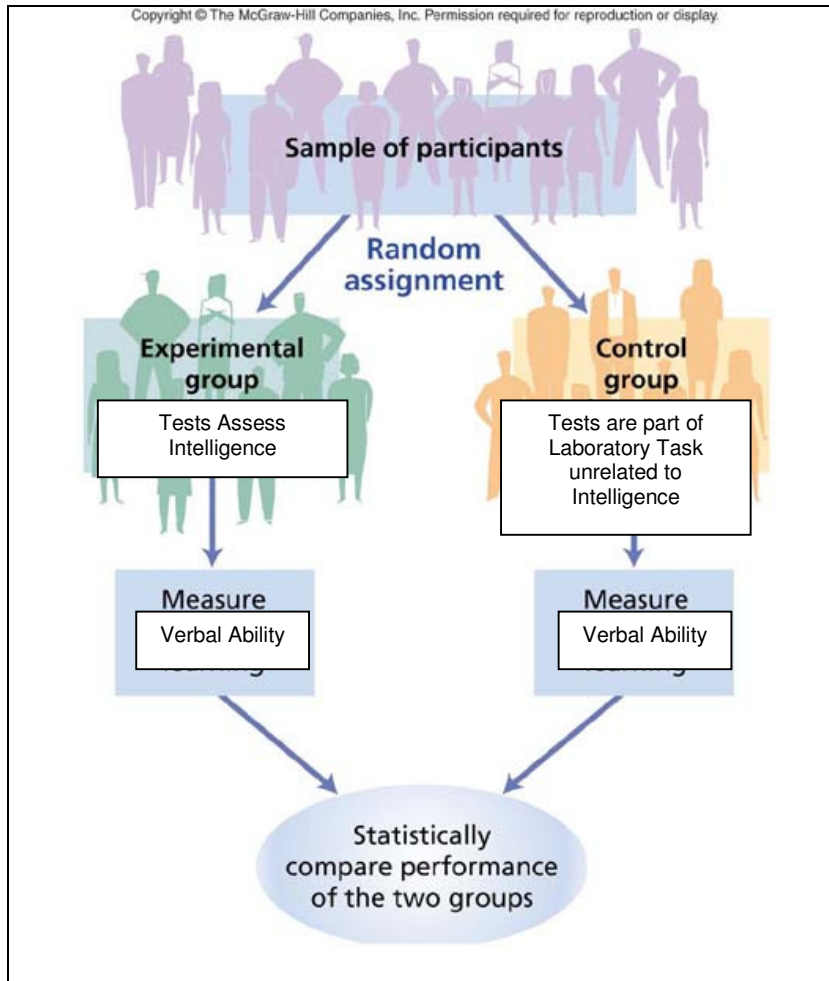 Copyright © The McGraw-Hill Companies, Inc. Permission required for reproduction or display.
Sample of participants
Random
assignment
Experimental
group
Tests Assess
Intelligence
Control
group
Tests are part of
Laboratory Task
unrelated to
Intelligence
Measure
Verbal Ability
Measure
Verbal Ability
Statistically
compare performance
of the two groups